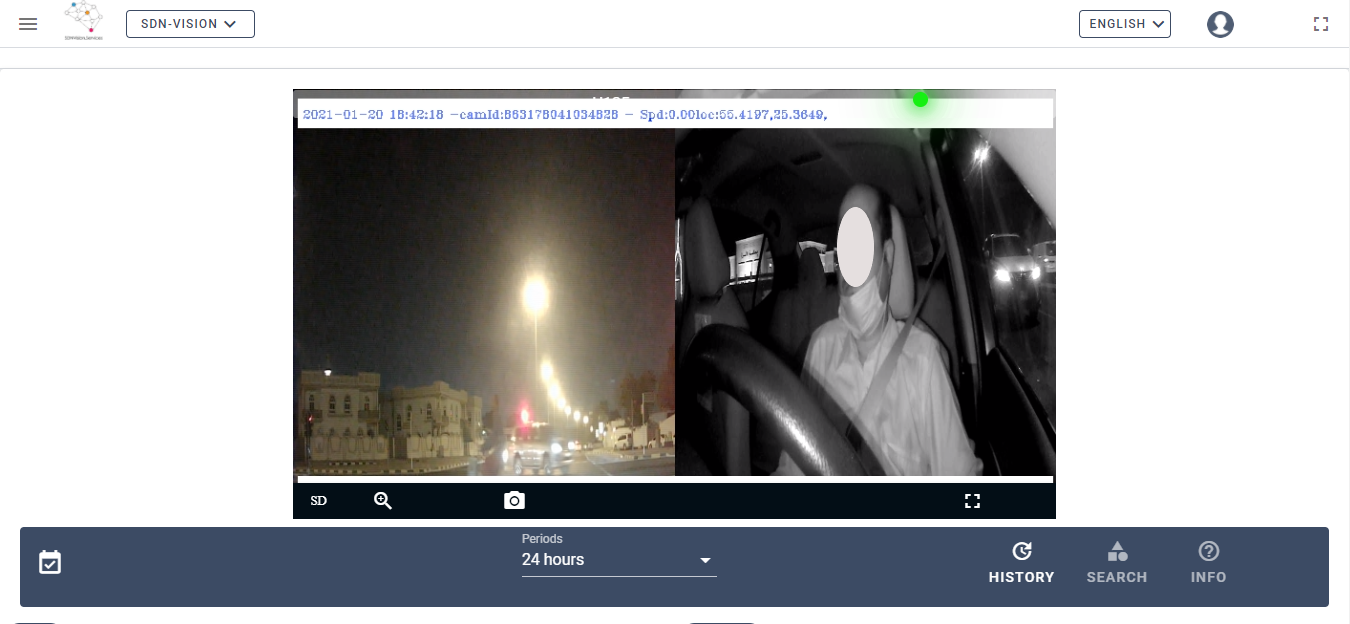 SDN-VISION
ENGLISH
2021-01-20 18:42:18 -camId:863178041034828 - Spd:0.00loc:55.4197,25.3649,
SD
Periods
24 hours
HISTORY
SEARCH
INFO